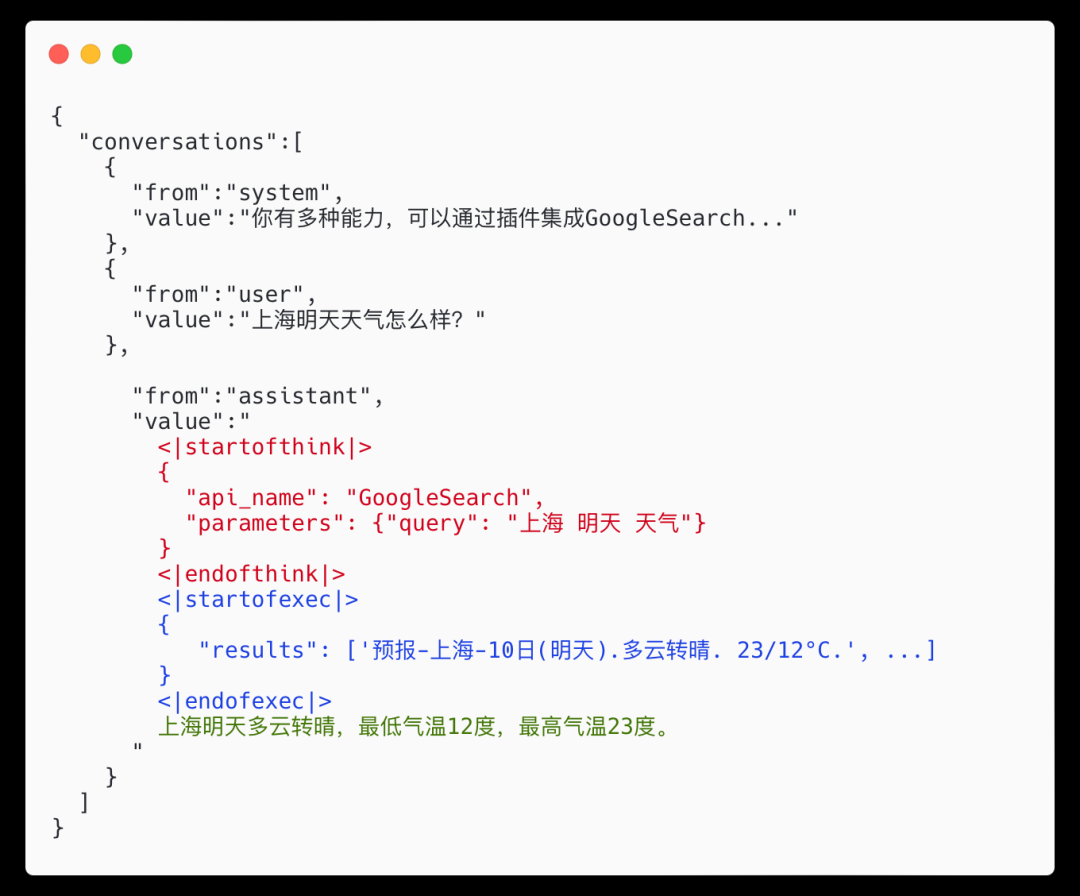 {
  "conversations":[
    {
      "from":"system",
      "value":"你有多种能力，可以通过插件集成GoogleSearch..."
    },
    {
      "from":"user",
      "value":"上海明天天气怎么样？"
    },
      "from":"assistant",
      "value":"
        <|startofthink|>
        {
          "api_name": "GoogleSearch",
          "parameters": {"query": "上海 明天 天气"}
        }
        <|endofthink|>
        <|startofexec|>
        {
           "results": ['预报-上海-10日(明天).多云转晴. 23/12°C.', ...]
        }
        <|endofexec|>
        上海明天多云转晴，最低气温12度，最高气温23度。
      "
    }
  ]
}